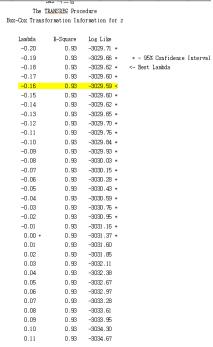 The TRANSREG Procedure
Box-Cox Transformation Information for z
Lambda R-Square Log Like
-0.20 0.93 -3029.71 *
-0.19 0.93 -3029.66 * * - 95% Confidence Interval
-0.18 0.93 -3029.62 * <- Best Lambda
-0.17 0.93 -3029.60 *
-0.16 0.93 -3029.59 <
-0.15 0.93 -3029.60 *
-0.14 0.93 -3029.62 *
-0.13 0.93 -3029.65 *
-0.12 0.93 -3029.70 *
-0.11 0.93 -3029.76 *
-0.10 0.93 -3029.84 *
-0.09 0.93 -3029.93 *
-0.08 0.93 -3030.03 *
-0.07 0.93 -3030.15 *
-0.06 0.93 -3030.28 *
-0.05 0.93 -3030.43 *
-0.04 0.93 -3030.59 *
-0.03 0.93 -3030.76 *
-0.02 0.93 -3030.95 *
-0.01 0.93 -3031.16 *
0.00 + 0.93 -3031.37 *
0.01 0.93 -3031.60
0.02 0.93 -3031.85
0.03 0.93 -3032.11
0.04 0.93 -3032.38
0.05 0.93 -3032.67
0.06 0.93 -3032.97
0.07 0.93 -3033.28
0.08 0.93 -3033.61
0.09 0.93 -3033.95
0.10 0.93 -3034.30
0.11 0.93 -3034.67